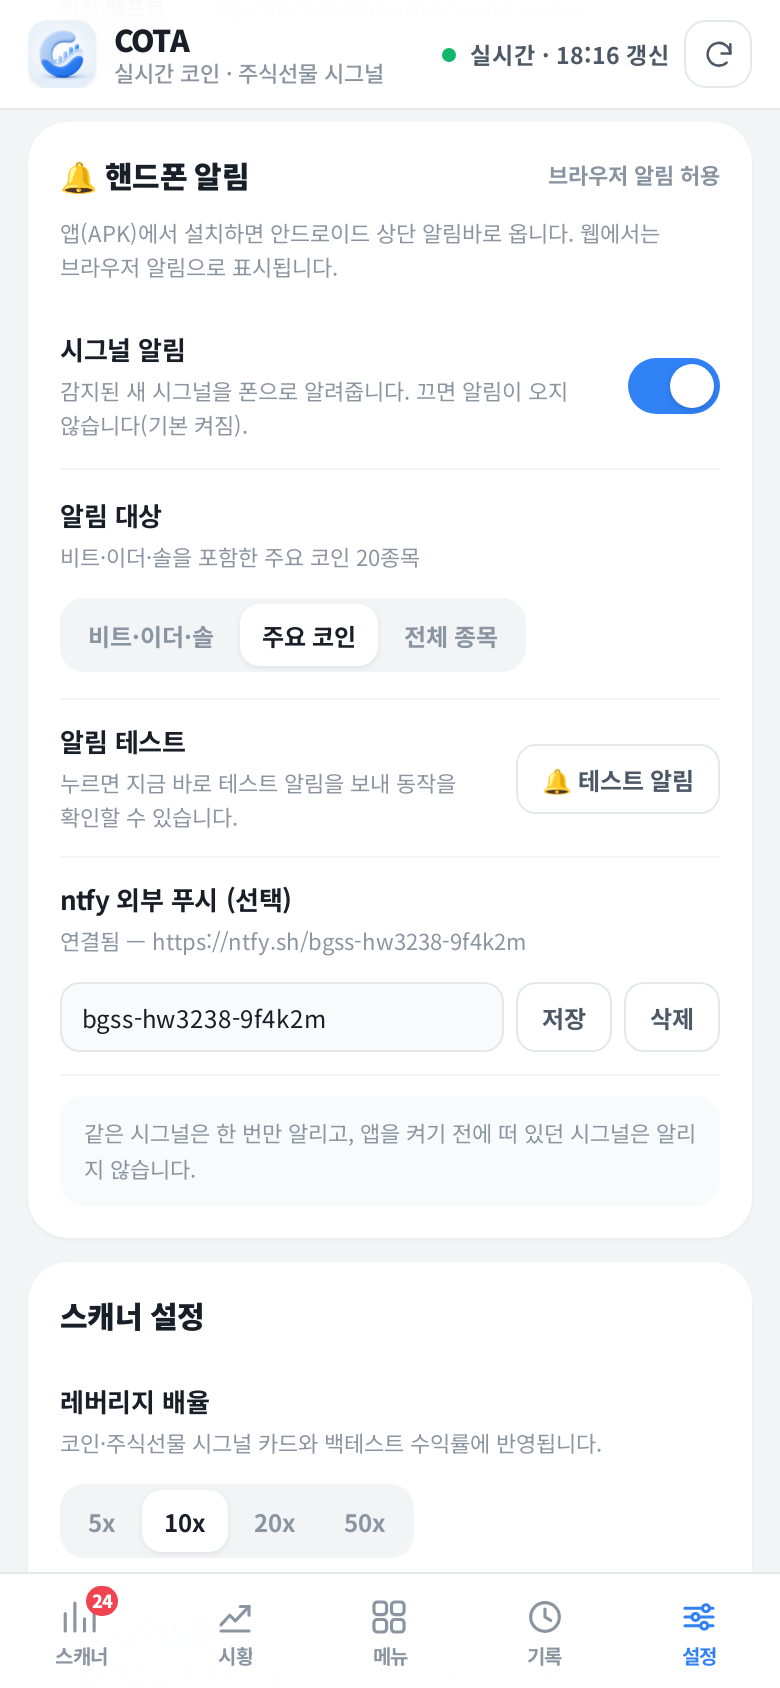 COTA
실시간 코인 · 주식선물 시그널
실시간 · 18:16 갱신
🔔 핸드폰 알림
브라우저 알림 허용
앱(APK)에서 설치하면 안드로이드 상단 알림바로 옵니다. 웹에서는
브라우저 알림으로 표시됩니다.
시그널 알림
감지된 새 시그널을 폰으로 알려줍니다. 끄면 알림이 오지
않습니다(기본 켜짐).
알림 대상
비트·이더·솔을 포함한 주요 코인 20종목
비트·이더·솔 주요 코인 전체 종목
알림 테스트
누르면 지금 바로 테스트 알림을 보내 동작을
확인할 수 있습니다.
🔔 테스트 알림
ntfy 외부 푸시 (선택)
연결됨 — https://ntfy.sh/bgss-hw3238-9f4k2m
bgss-hw3238-9f4k2m 저장 삭제
같은 시그널은 한 번만 알리고, 앱을 켜기 전에 떠 있던 시그널은 알리
지 않습니다.
스캐너 설정
레버리지 배율
코인·주식선물 시그널 카드와 백테스트 수익률에 반영됩니다.
5x 10x 20x 50x
24
스캐너 시황 메뉴 기록 설정